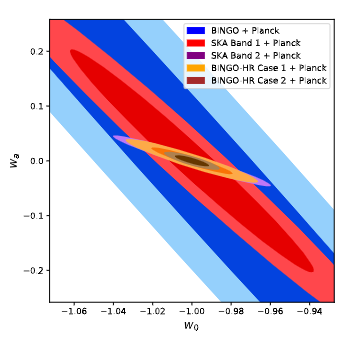 BINGO + Planck
SKA Band 1 + Planck
SKA Band 2 + Planck
BINGO-HR Case 1 + Planck
BINGO-HR Case 2 + Planck
0.2
0.1
0.0
−0.1
−0.2
wₐ
−1.06 −1.04 −1.02 −1.00 −0.98 −0.96 −0.94
w₀